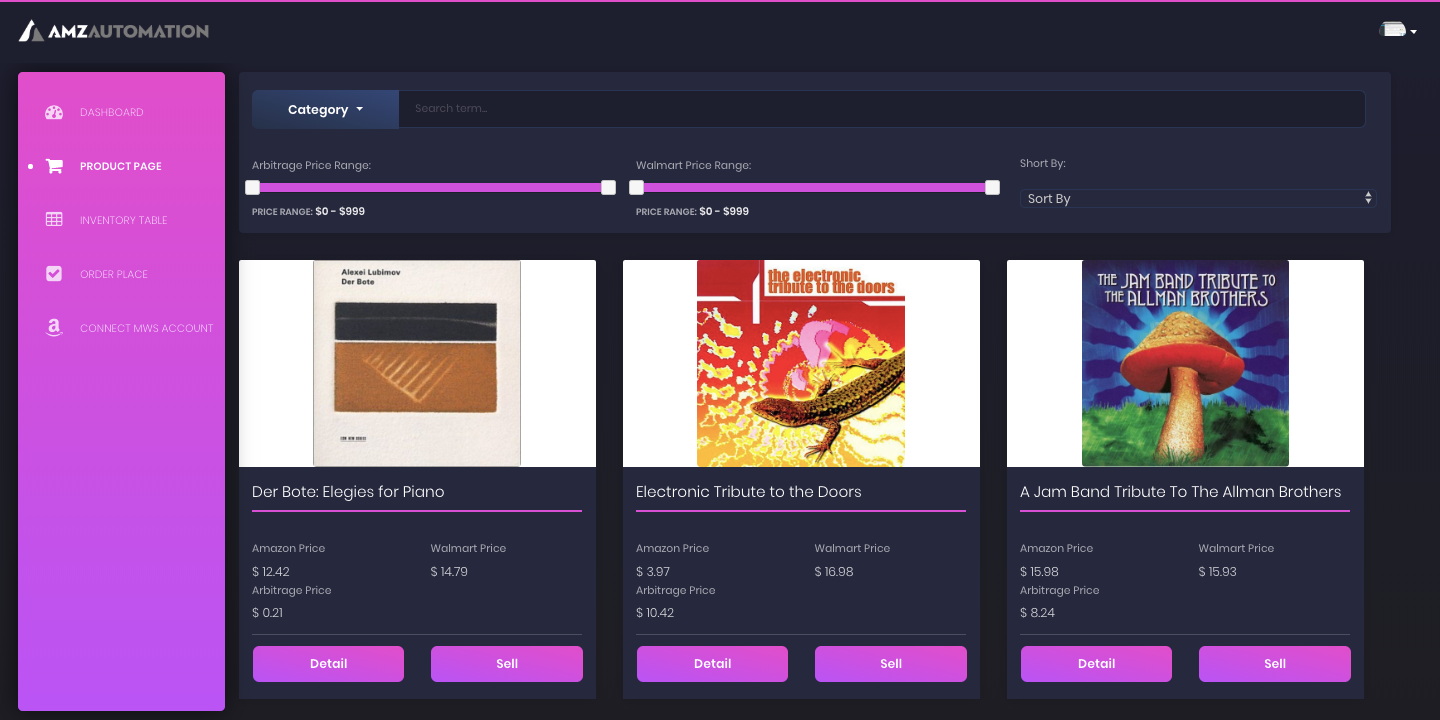 AMZAUTOMATION
DASHBOARD
PRODUCT PAGE
INVENTORY TABLE
ORDER PLACE
CONNECT MWS ACCOUNT
Category
Search term...
Arbitrage Price Range:
PRICE RANGE: $0 - $999
Walmart Price Range:
PRICE RANGE: $0 - $999
Short By:
Sort By
Alexei Lubimov
Der Bote
Der Bote: Elegies for Piano
Amazon Price
Walmart Price
$ 12.42
$ 14.79
Arbitrage Price
$ 0.21
Detail
Sell
the electronic
tribute to the doors
Electronic Tribute to the Doors
Amazon Price
Walmart Price
$ 3.97
$ 16.98
Arbitrage Price
$ 10.42
Detail
Sell
THE JAM BAND TRIBUTE TO
THE ALLMAN BROTHERS
A Jam Band Tribute To The Allman Brothers
Amazon Price
Walmart Price
$ 15.98
$ 15.93
Arbitrage Price
$ 8.24
Detail
Sell